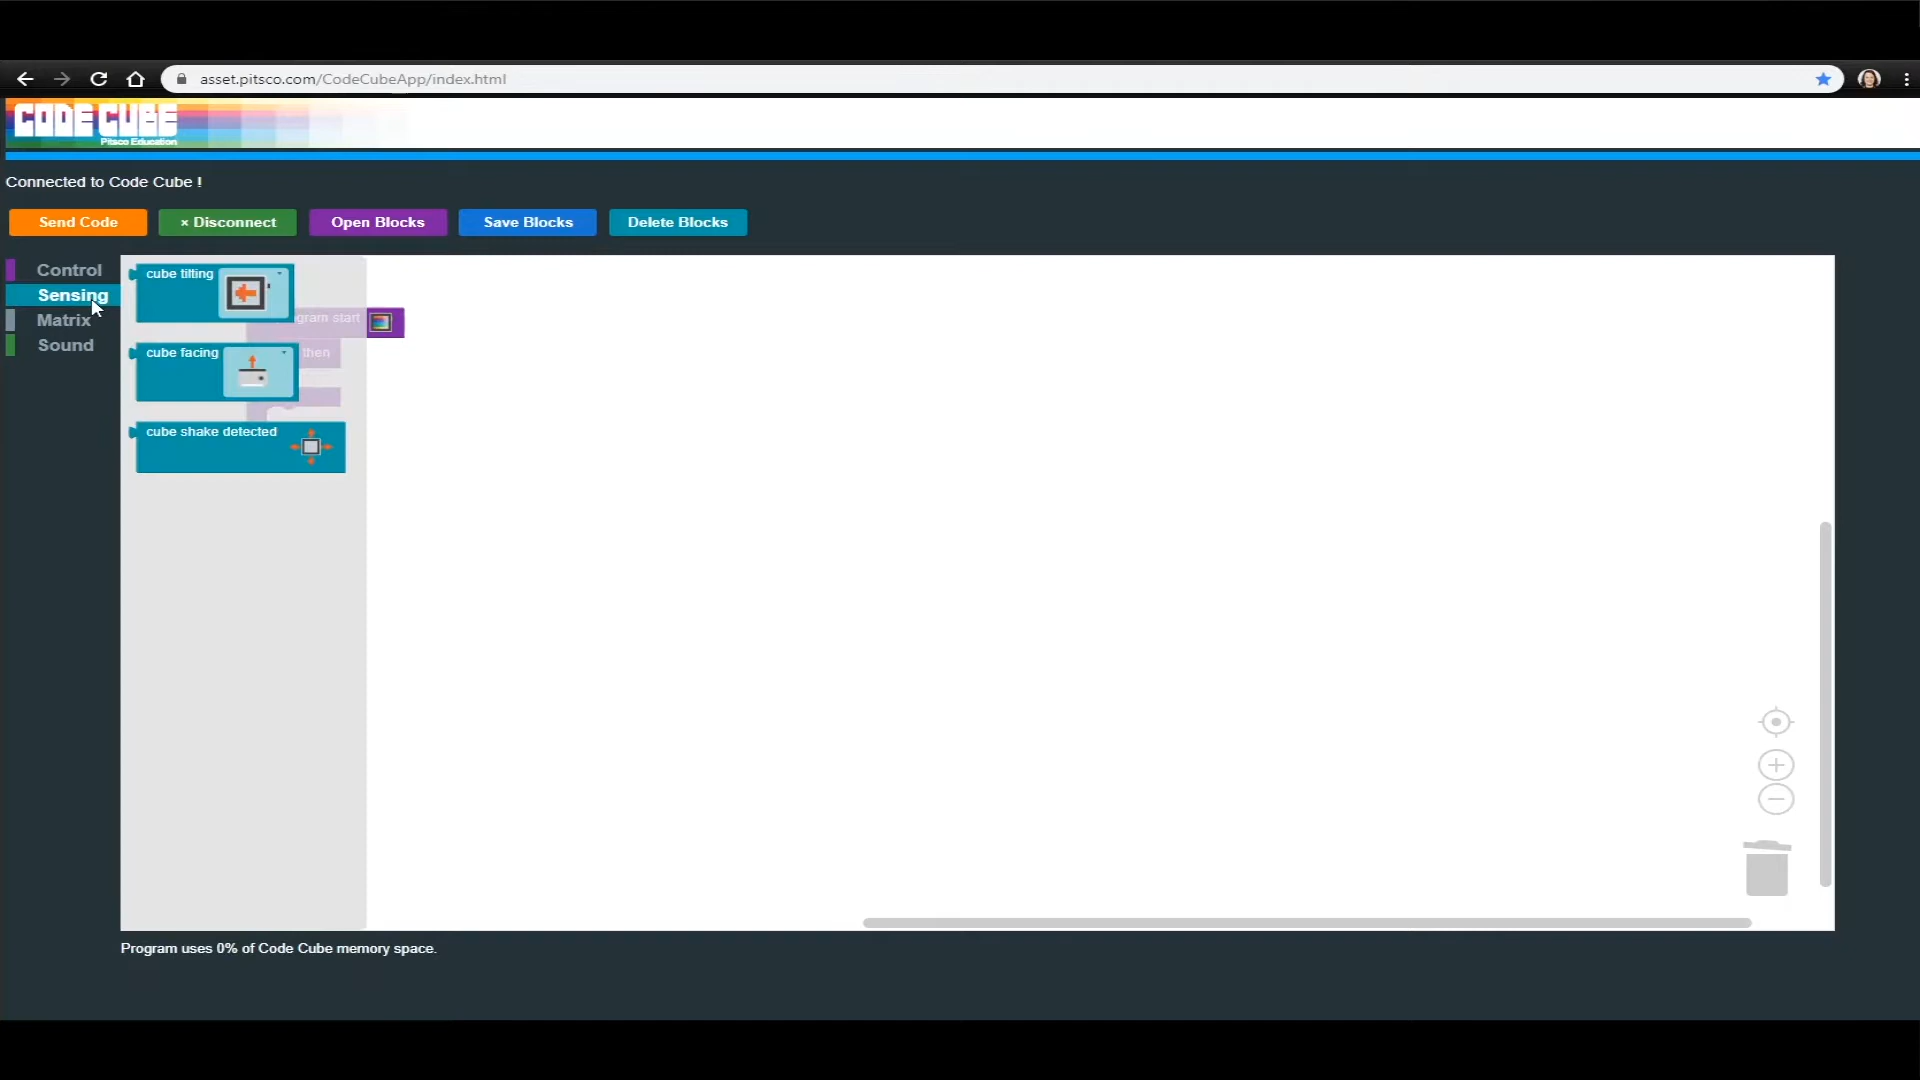 asset.pitsco.com/CodeCubeApp/index.html
CODE CUBE
Pitsco Education
Connected to Code Cube !
Send Code
× Disconnect
Open Blocks
Save Blocks
Delete Blocks
Control
Sensing
Matrix
Sound
cube tilting
gram start
cube facing
then
cube shake detected
Program uses 0% of Code Cube memory space.